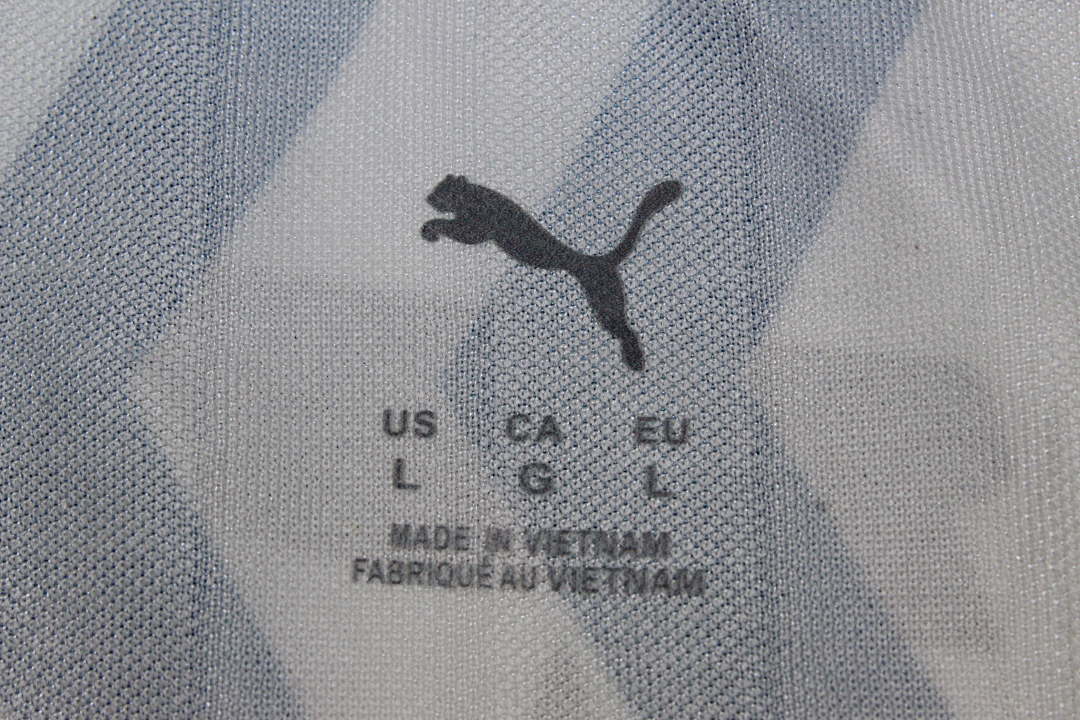 US CA EU
L G L
MADE IN VIETNAM
FABRIQUÉ AU VIETNAM